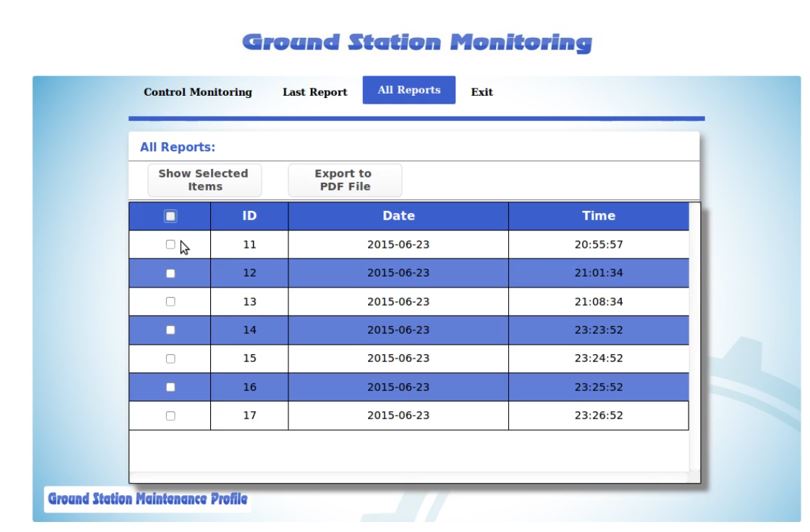 Ground Station Monitoring
Control Monitoring Last Report All Reports Exit
All Reports:
Show Selected
Items
Export to
PDF File
ID Date Time
11 2015-06-23 20:55:57
12 2015-06-23 21:01:34
13 2015-06-23 21:08:34
14 2015-06-23 23:23:52
15 2015-06-23 23:24:52
16 2015-06-23 23:25:52
17 2015-06-23 23:26:52
Ground Station Maintenance Profile